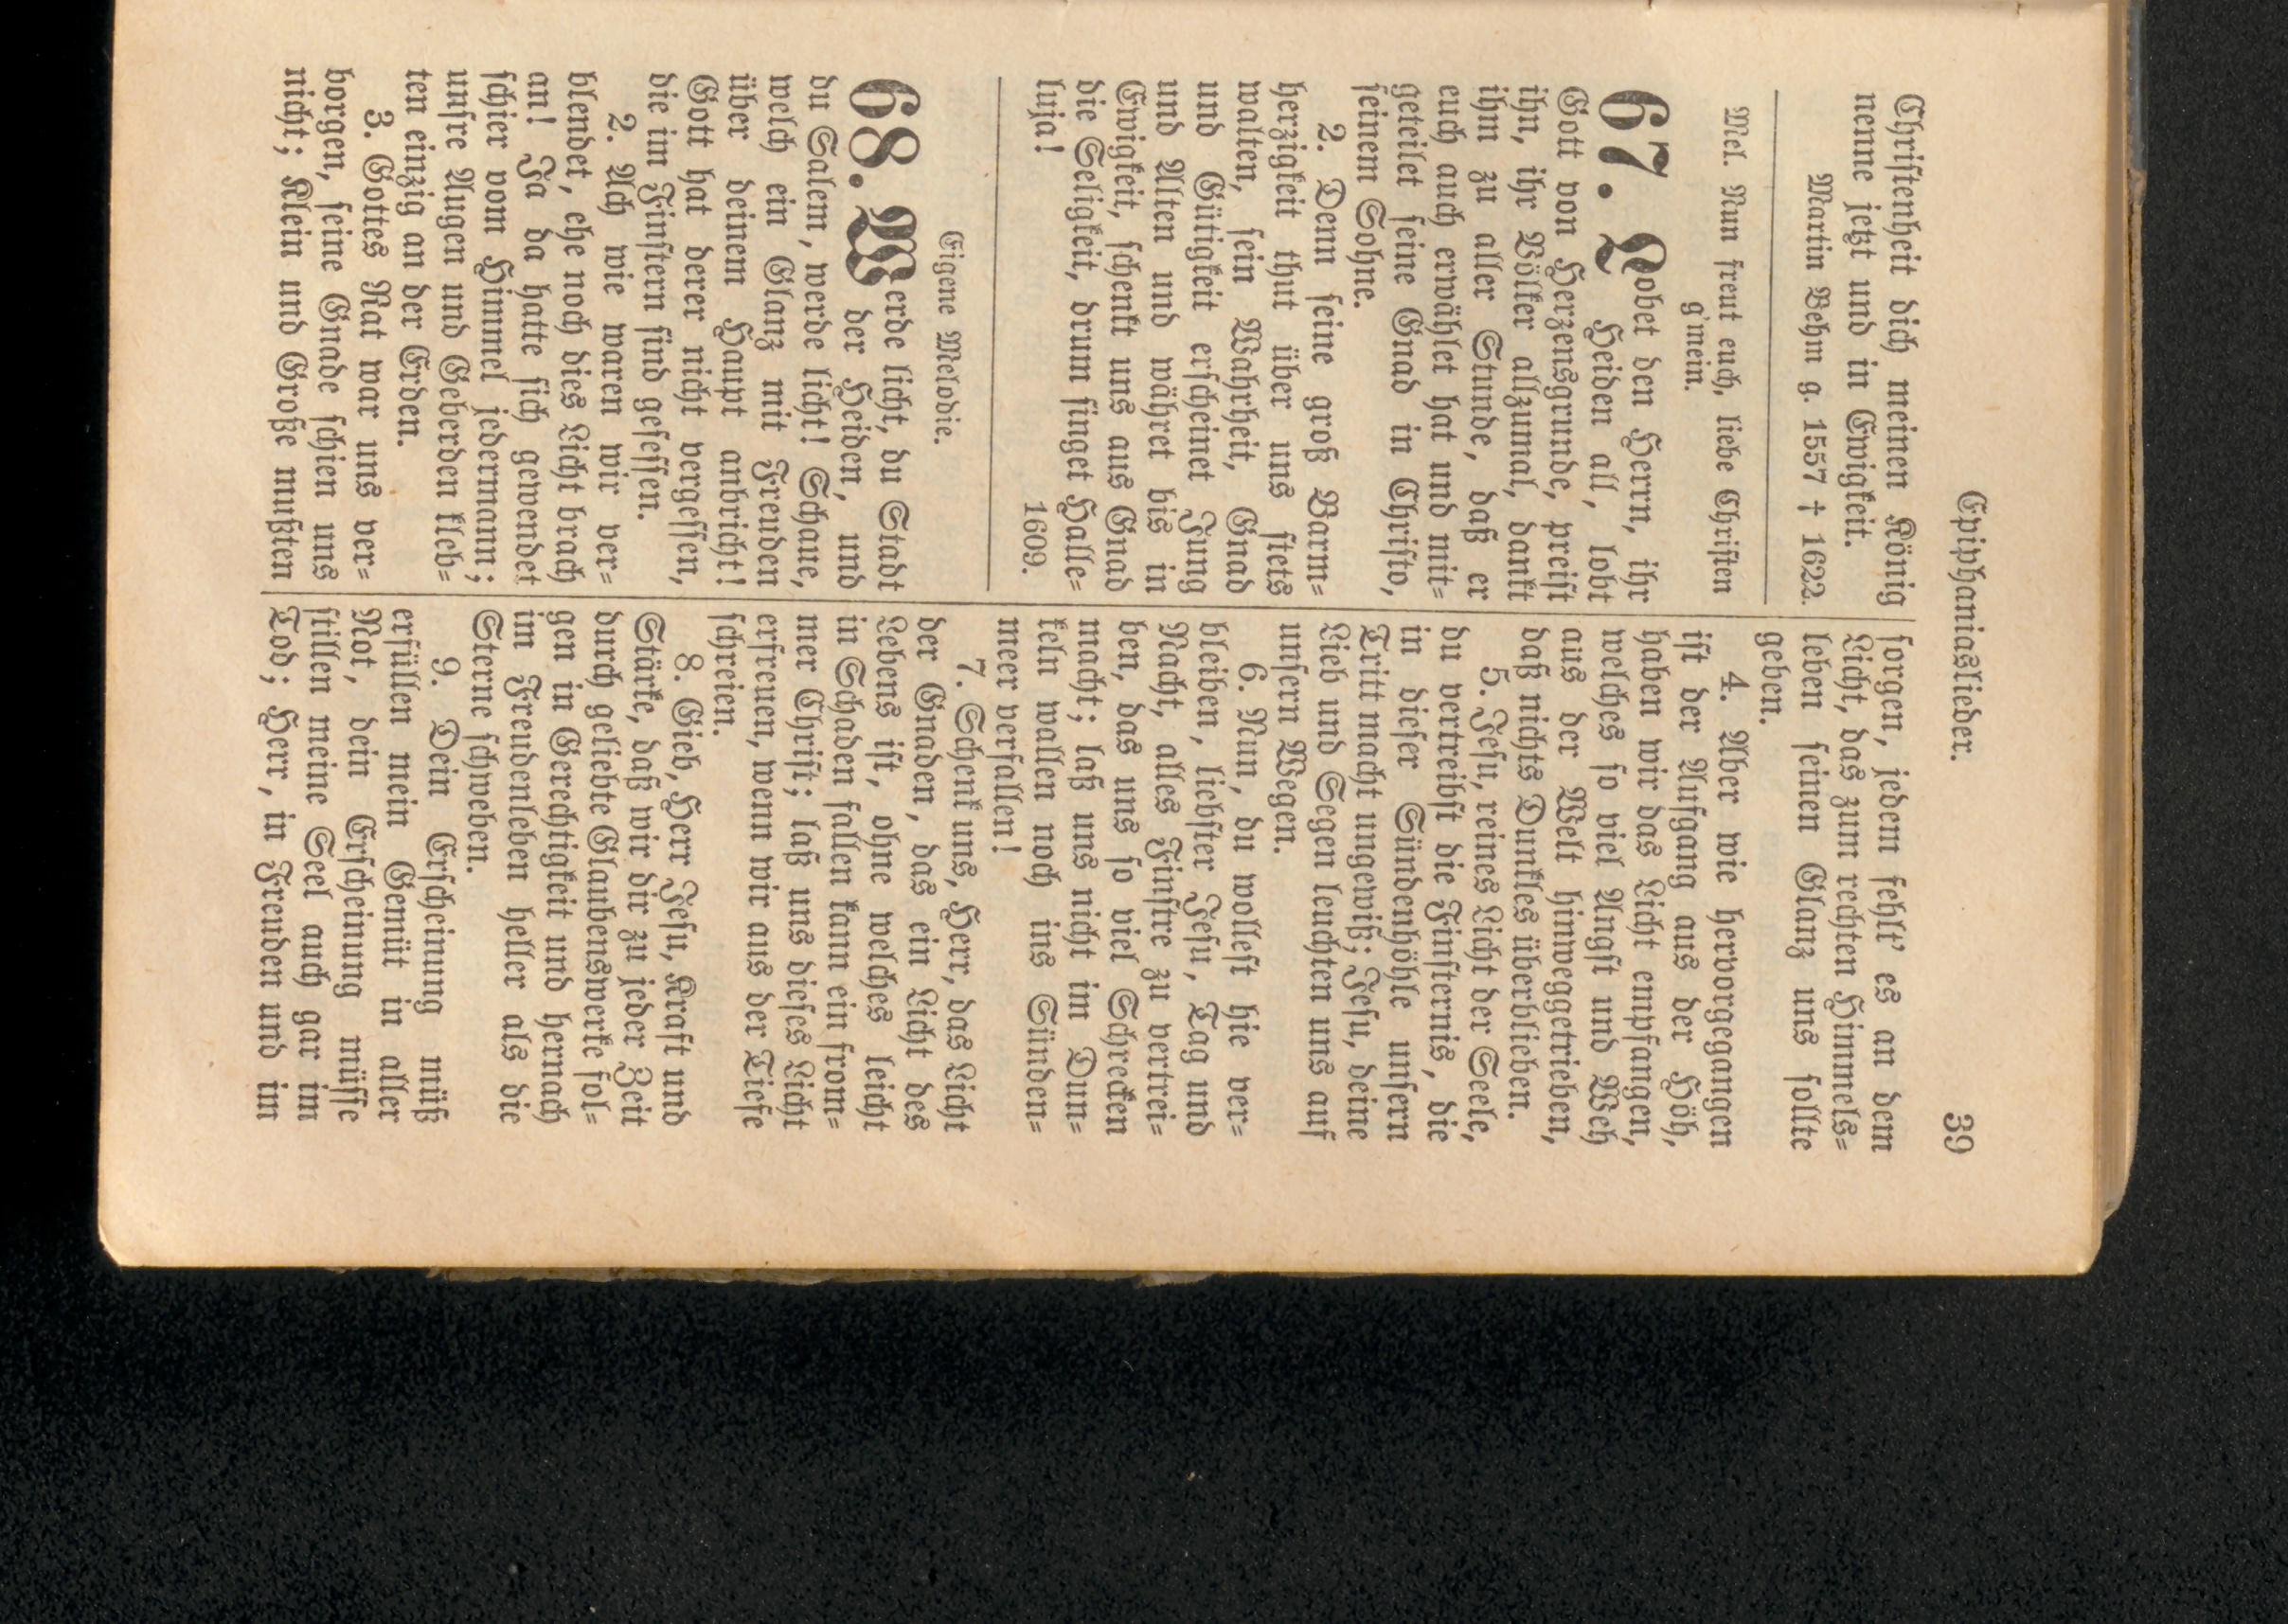 Epiphaniaslieder.
39
Chriſtenheit dich meinen König
nenne jetzt und in Ewigkeit.
Martin Behm g. 1557 † 1622.
Mel. Nun freut euch, liebe Chriſten
g'mein.
67. Lobet den Herrn, ihr
Heiden all, lobt
Gott von Herzensgrunde, preiſt
ihn, ihr Völker allzumal, dankt
ihm zu aller Stunde, daß er
euch auch erwählet hat und mit-
geteilet ſeine Gnad in Chriſto,
ſeinem Sohne.
2. Denn ſeine groß Barm-
herzigkeit thut über uns ſtets
walten, ſein Wahrheit, Gnad
und Gütigkeit erſcheinet Jung
und Alten und währet bis in
Ewigkeit, ſchenkt uns aus Gnad
die Seligkeit, drum ſinget Halle-
luja!
1609.
Eigene Melodie.
68. Werde licht, du Stadt
der Heiden, und
du Salem, werde licht! Schaue,
welch ein Glanz mit Freuden
über deinem Haupt anbricht!
Gott hat derer nicht vergeſſen,
die im Finſtern ſind geſeſſen.
2. Ach wie waren wir ver-
blendet, ehe noch dies Licht brach
an! Ja da hatte ſich gewendet
ſchier vom Himmel jedermann;
unſre Augen und Geberden kleb-
ten einzig an der Erden.
3. Gottes Rat war uns ver-
borgen, ſeine Gnade ſchien uns
nicht; Klein und Große mußten
ſorgen, jedem fehlt' es an dem
Licht, das zum rechten Himmels-
leben ſeinen Glanz uns ſollte
geben.
4. Aber wie hervorgegangen
iſt der Aufgang aus der Höh,
haben wir das Licht empfangen,
welches ſo viel Angſt und Weh
aus der Welt hinweggetrieben,
daß nichts Dunkles überblieben.
5. Jeſu, reines Licht der Seele,
du vertreibſt die Finſternis, die
in dieſer Sündenhöhle unſern
Tritt macht ungewiß; Jeſu, deine
Lieb und Segen leuchten uns auf
unſern Wegen.
6. Nun, du wolleſt hie ver-
bleiben, liebſter Jeſu, Tag und
Nacht, alles Finſtre zu vertrei-
ben, das uns ſo viel Schrecken
macht; laß uns nicht im Dun-
keln wallen noch ins Sünden-
meer verfallen!
7. Schenk uns, Herr, das Licht
der Gnaden, das ein Licht des
Lebens iſt, ohne welches leicht
in Schaden fallen kann ein from-
mer Chriſt; laß uns dieſes Licht
erfreuen, wenn wir aus der Tiefe
ſchreien.
8. Gieb, Herr Jeſu, Kraft und
Stärke, daß wir dir zu jeder Zeit
durch geliebte Glaubenswerke fol-
gen in Gerechtigkeit und hernach
im Freudenleben heller als die
Sterne ſchweben.
9. Dein Erſcheinung müß
erfüllen mein Gemüt in aller
Not, dein Erſcheinung müſſe
ſtillen meine Seel auch gar im
Tod; Herr, in Freuden und im